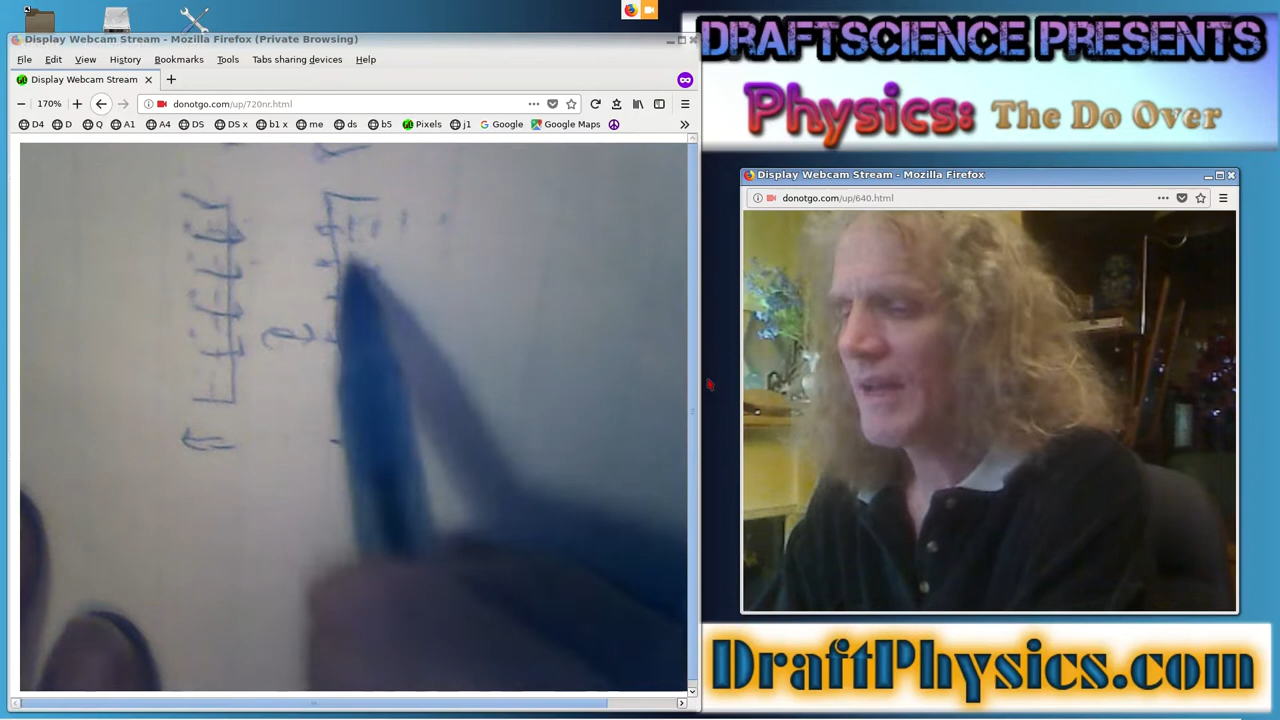 DRAFTSCIENCE PRESENTS
Physics: The Do Over
Display Webcam Stream - Mozilla Firefox (Private Browsing)
File Edit View History Bookmarks Tools Tabs sharing devices Help
Display Webcam Stream
170% donotgo.com/up/720nr.html
D4 D Q A1 A4 DS DS x b1 x me ds b5 Pixels j1 Google Google Maps
Display Webcam Stream - Mozilla Firefox
donotgo.com/up/640.html
DraftPhysics.com